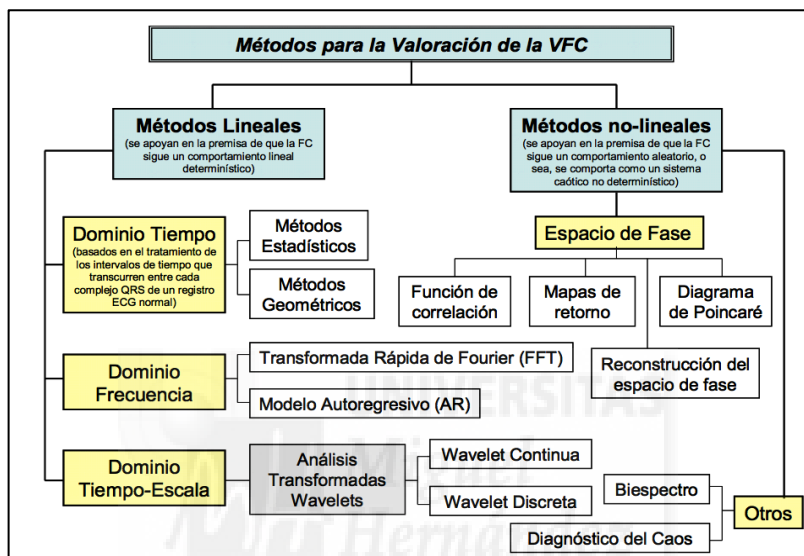 Métodos para la Valoración de la VFC
Métodos Lineales
(se apoyan en la premisa de que la FC
sigue un comportamiento lineal
determinístico)
Métodos no-lineales
(se apoyan en la premisa de que la FC
sigue un comportamiento aleatorio, o
sea, se comporta como un sistema
caótico no determinístico)
Dominio Tiempo
(basados en el tratamiento de
los intervalos de tiempo que
transcurren entre cada
complejo QRS de un registro
ECG normal)
Métodos
Estadísticos
Métodos
Geométricos
Espacio de Fase
Función de
correlación
Mapas de
retorno
Diagrama
de Poincaré
Reconstrucción del
espacio de fase
Dominio
Frecuencia
Transformada Rápida de Fourier (FFT)
Modelo Autoregresivo (AR)
Dominio
Tiempo-Escala
Análisis
Transformadas
Wavelets
Wavelet Continua
Wavelet Discreta
Biespectro
Diagnóstico del Caos
Otros
UNIVERSITAS
Miguel
Hernández